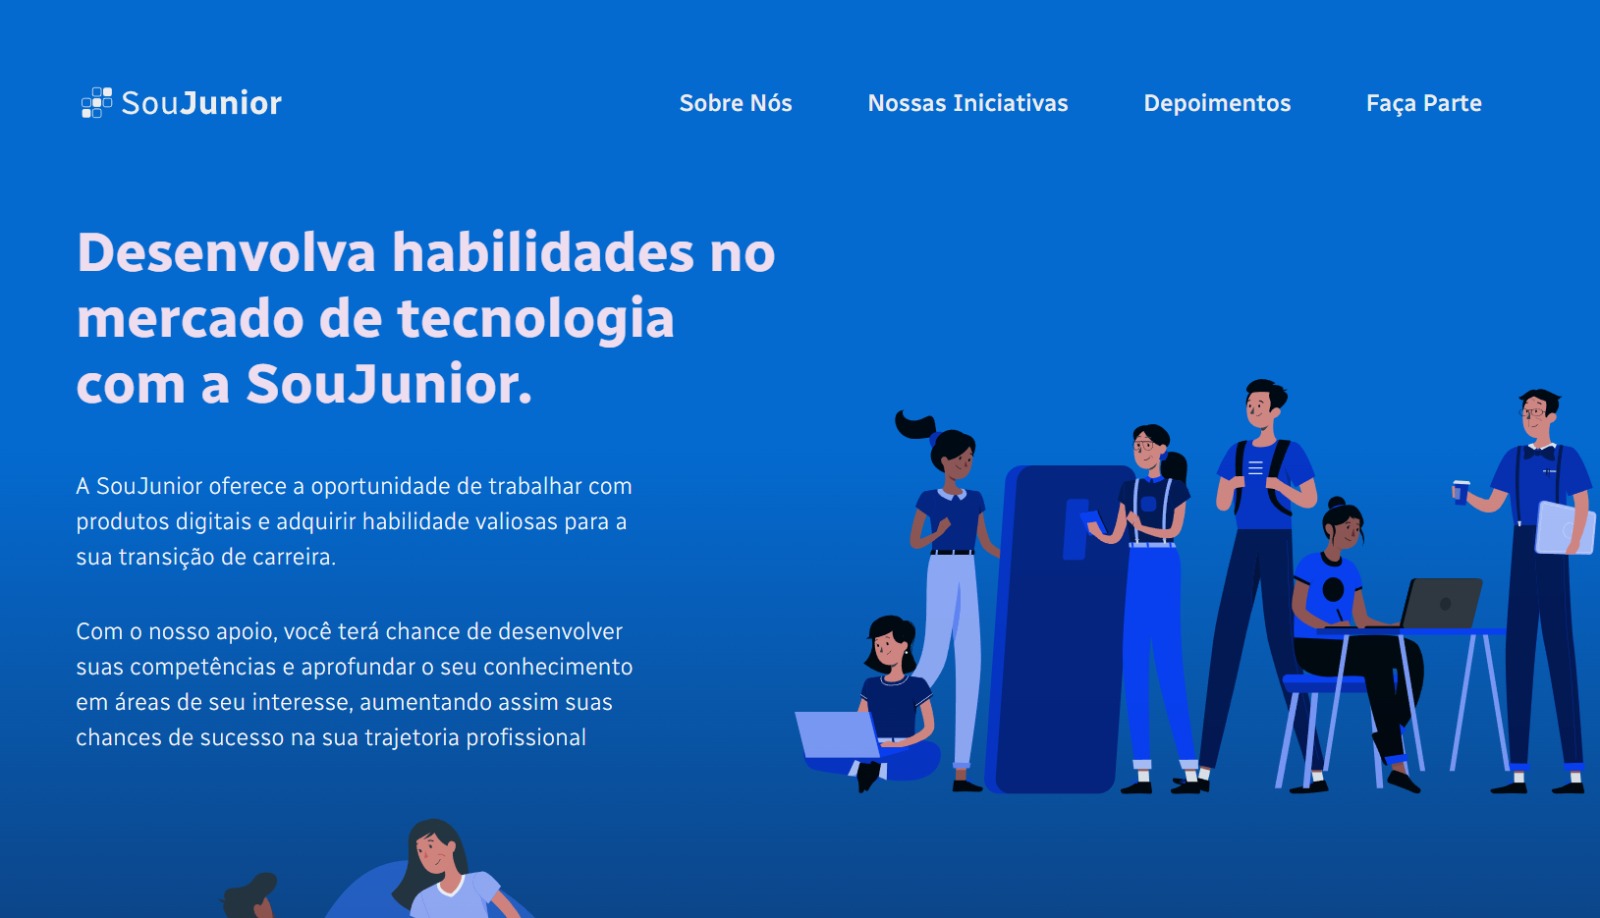 SouJunior
Sobre Nós
Nossas Iniciativas
Depoimentos
Faça Parte
Desenvolva habilidades no
mercado de tecnologia
com a SouJunior.
A SouJunior oferece a oportunidade de trabalhar com
produtos digitais e adquirir habilidade valiosas para a
sua transição de carreira.
Com o nosso apoio, você terá chance de desenvolver
suas competências e aprofundar o seu conhecimento
em áreas de seu interesse, aumentando assim suas
chances de sucesso na sua trajetoria profissional